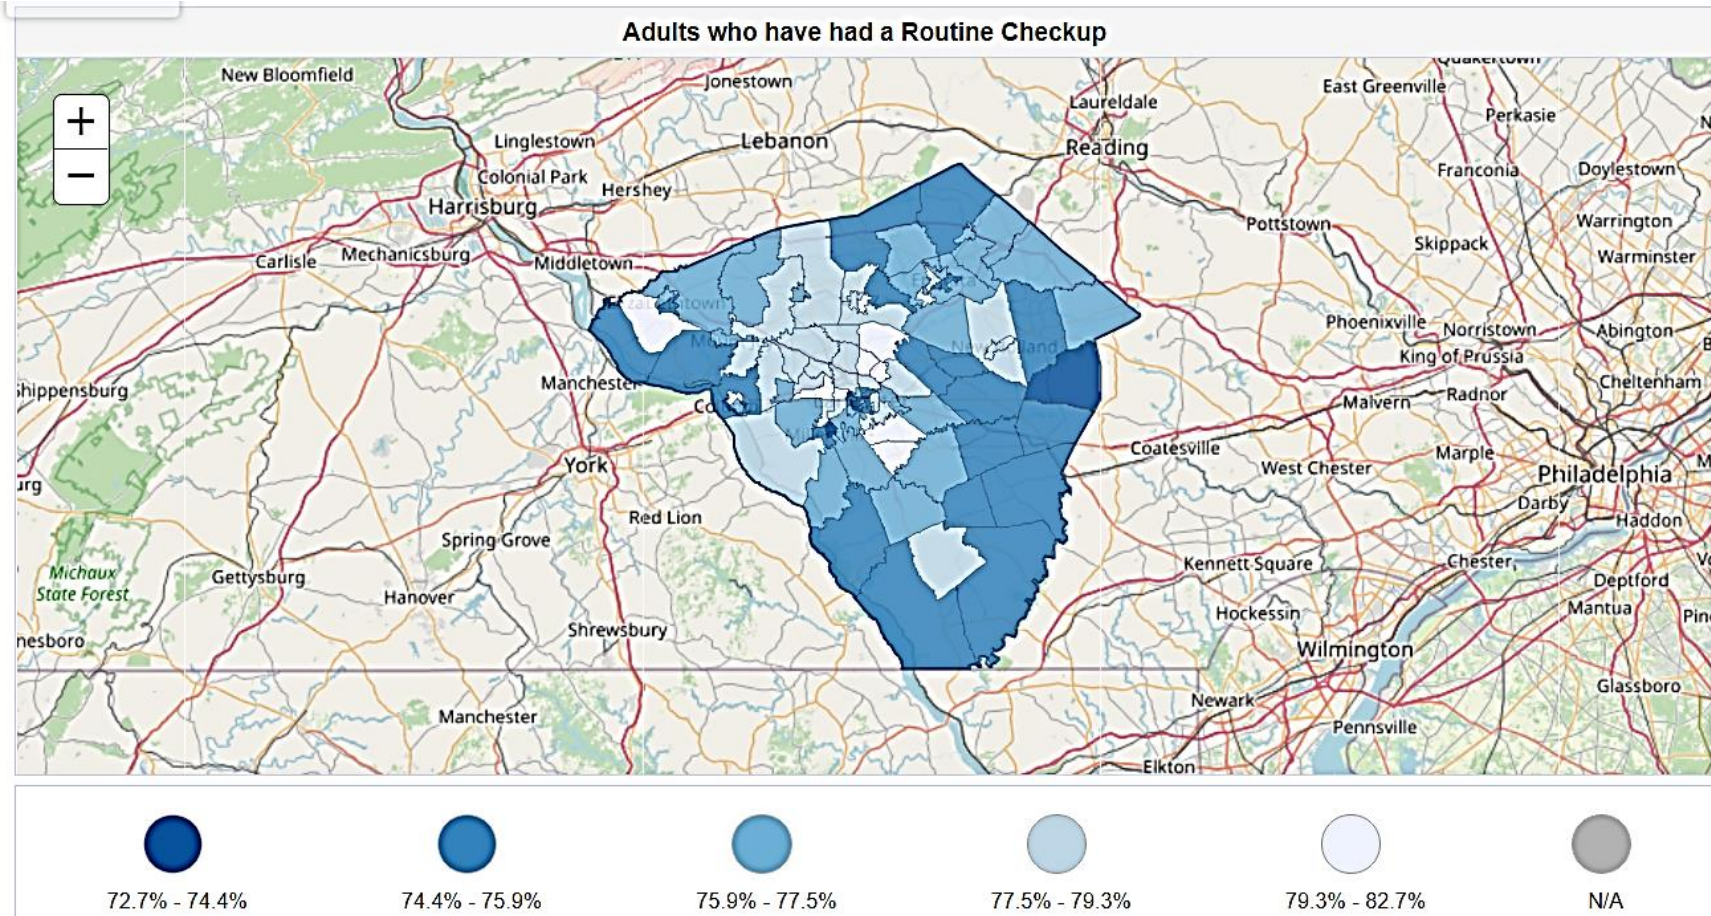 Adults who have had a Routine Checkup
Quakertown
New Bloomfield
Jonestown
East Greenville
Laureldale
Perkasie
Linglestown
Lebanon
Reading
Colonial Park
Franconia
Doylestown
Hershey
Harrisburg
Pottstown
Warrington
Mechanicsburg
Skippack
Carlisle
Middletown
Warminster
Phoenixville
Norristown
Abington
King of Prussia
Shippensburg
Manchester
Cheltenham
Malvern
Radnor
Coatesville
Marple
York
West Chester
Philadelphia
Darby
Red Lion
Haddon
Spring Grove
Kennett Square
Chester
Michaux
State Forest
Gettysburg
Deptford
Hanover
Hockessin
Mantua
Shrewsbury
nesboro
Wilmington
Glassboro
Newark
Manchester
Pennsville
Elkton
+
−
72.7% - 74.4%
74.4% - 75.9%
75.9% - 77.5%
77.5% - 79.3%
79.3% - 82.7%
N/A